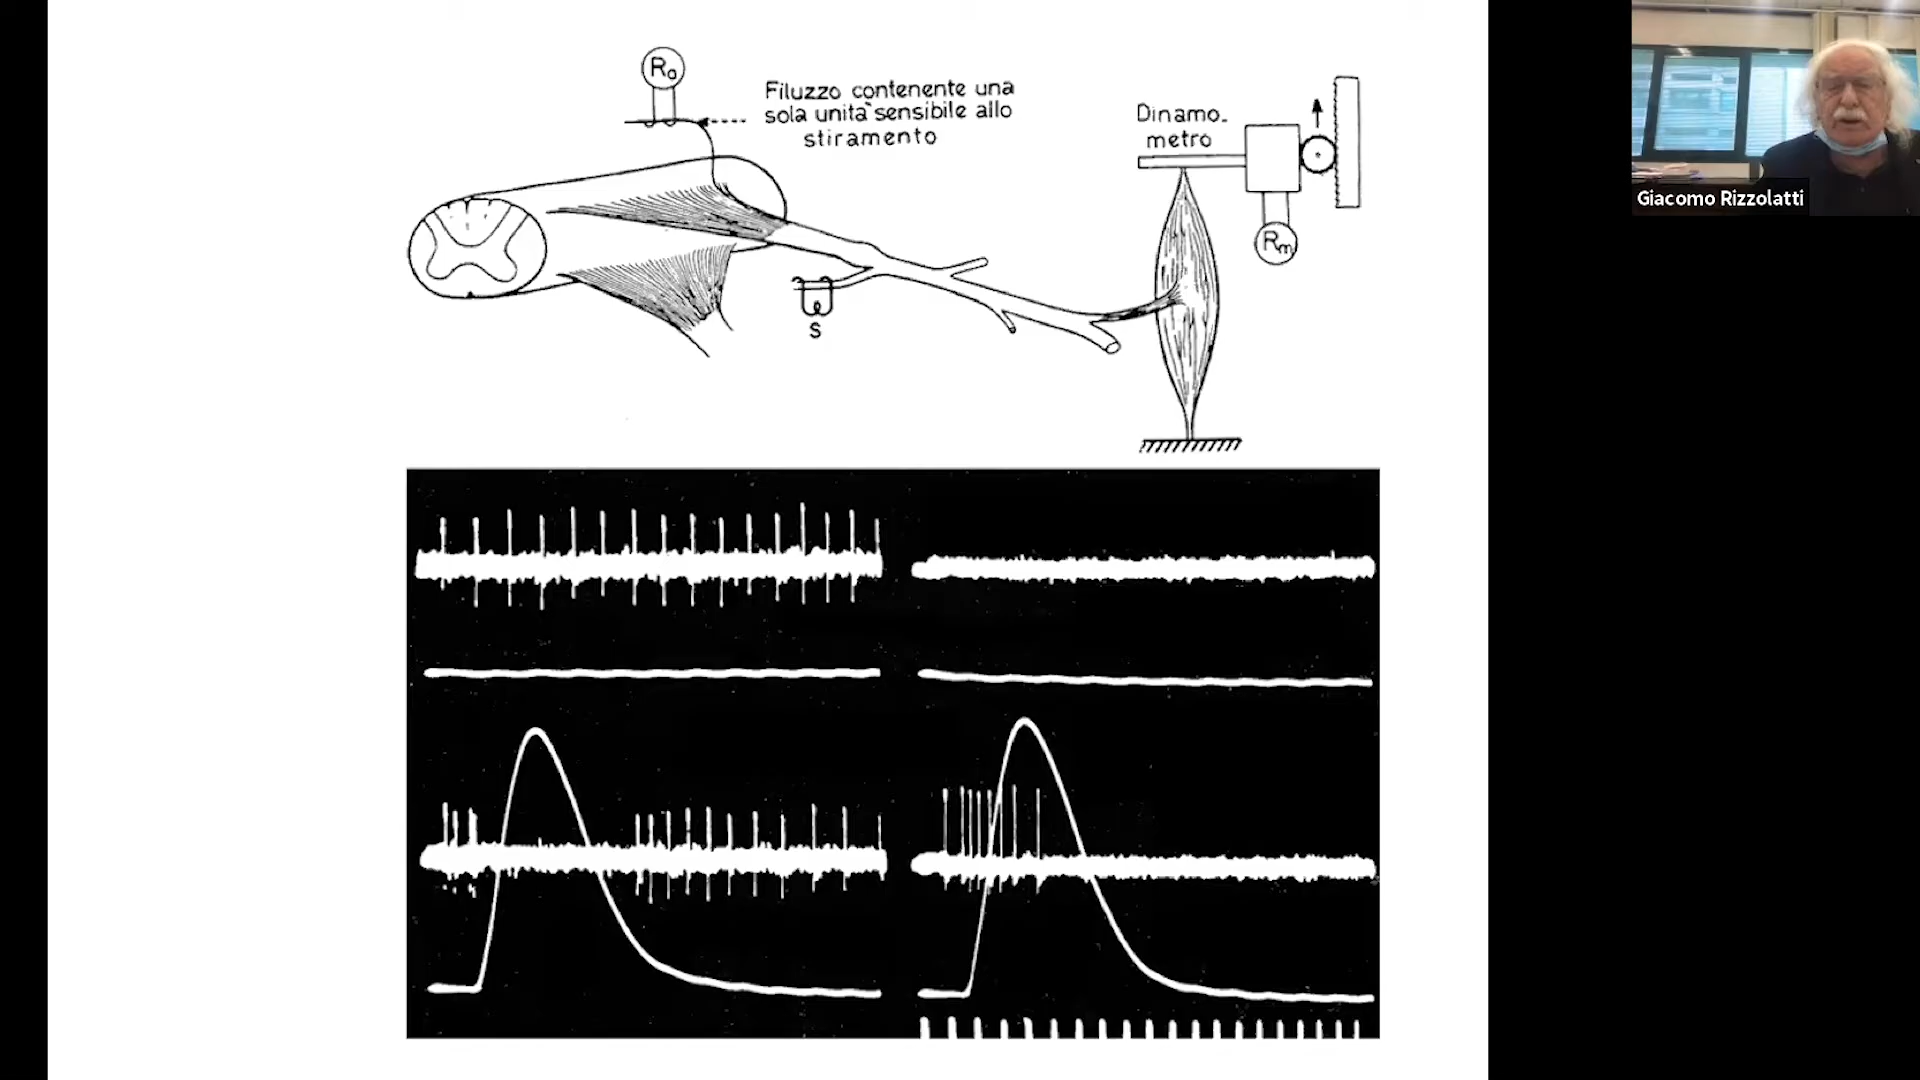 Ro
Filuzzo contenente una
sola unità sensibile allo
stiramento
Dinamo-
metro
Rm
S
Giacomo Rizzolatti